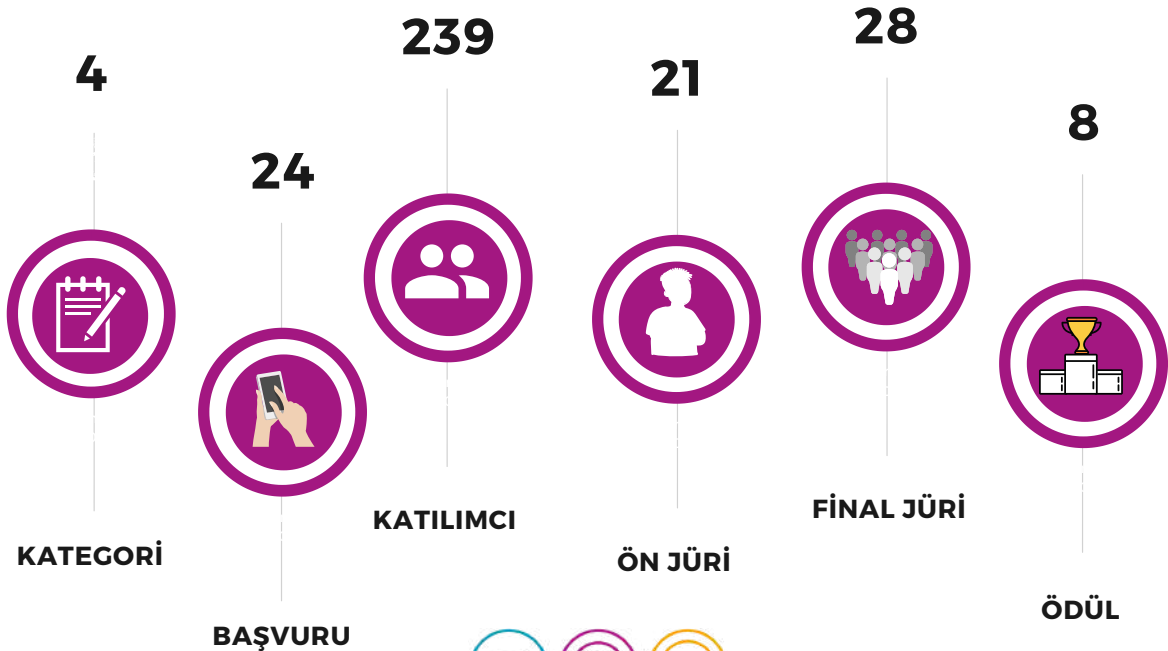 4
KATEGORİ
24
BAŞVURU
239
KATILIMCI
21
ÖN JÜRİ
28
FİNAL JÜRİ
8
ÖDÜL